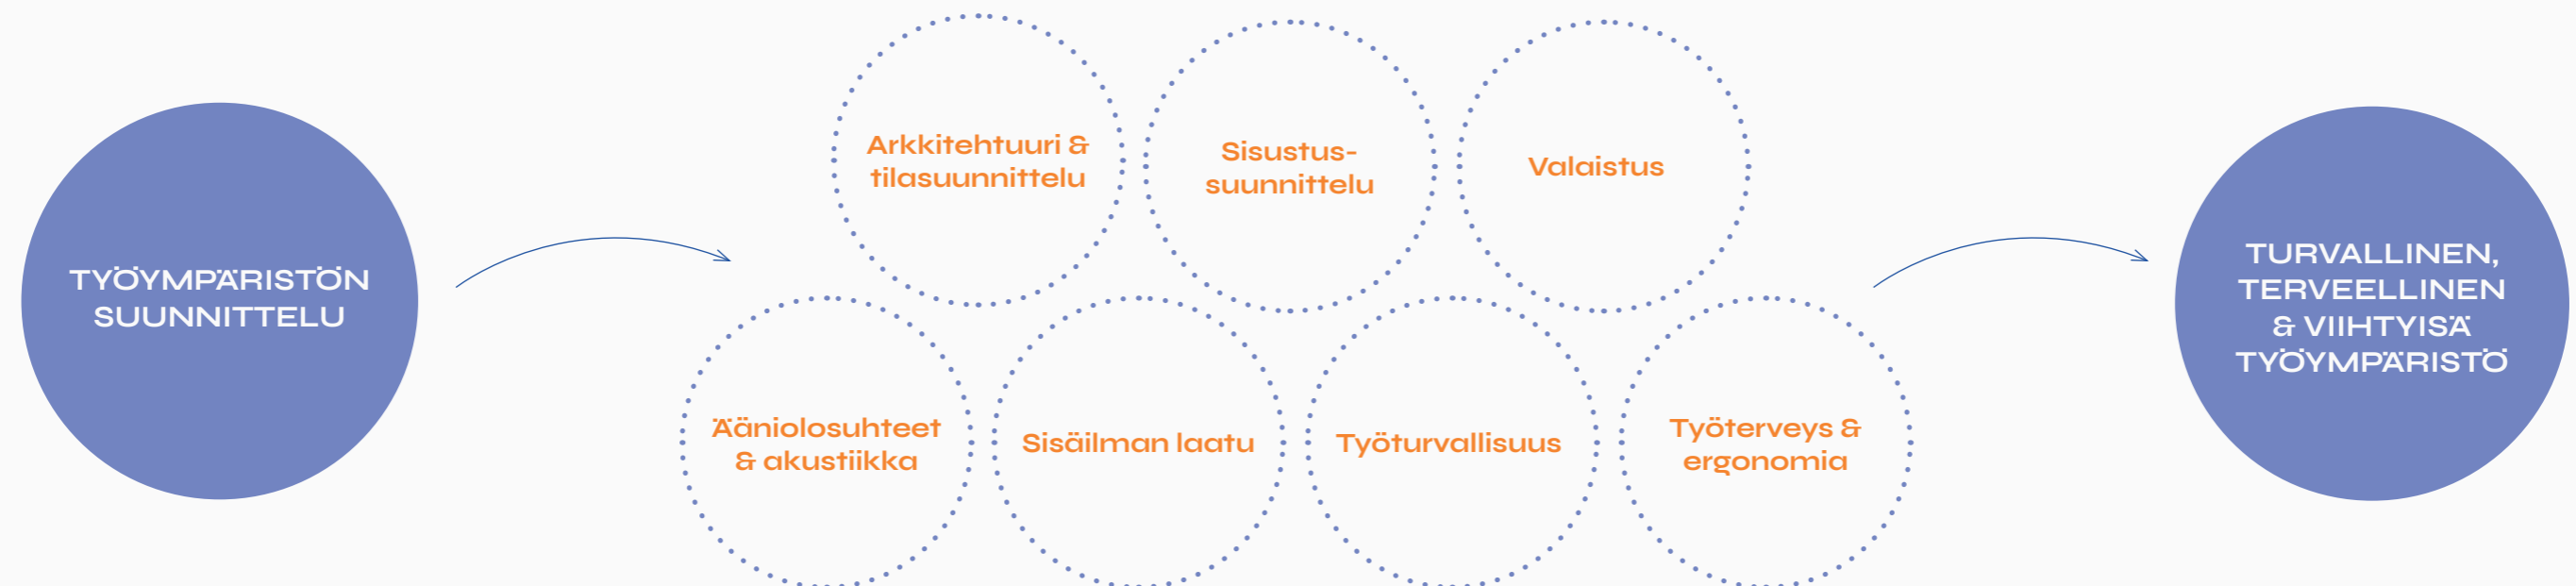 TYÖYMPÄRISTÖN
SUUNNITTELU
Arkkitehtuuri &
tilasuunnittelu
Sisustus-
suunnittelu
Valaistus
Ääniolosuhteet
& akustiikka
Sisäilman laatu
Työturvallisuus
Työterveys &
ergonomia
TURVALLINEN,
TERVEELLINEN
& VIIHTYISÄ
TYÖYMPÄRISTÖ